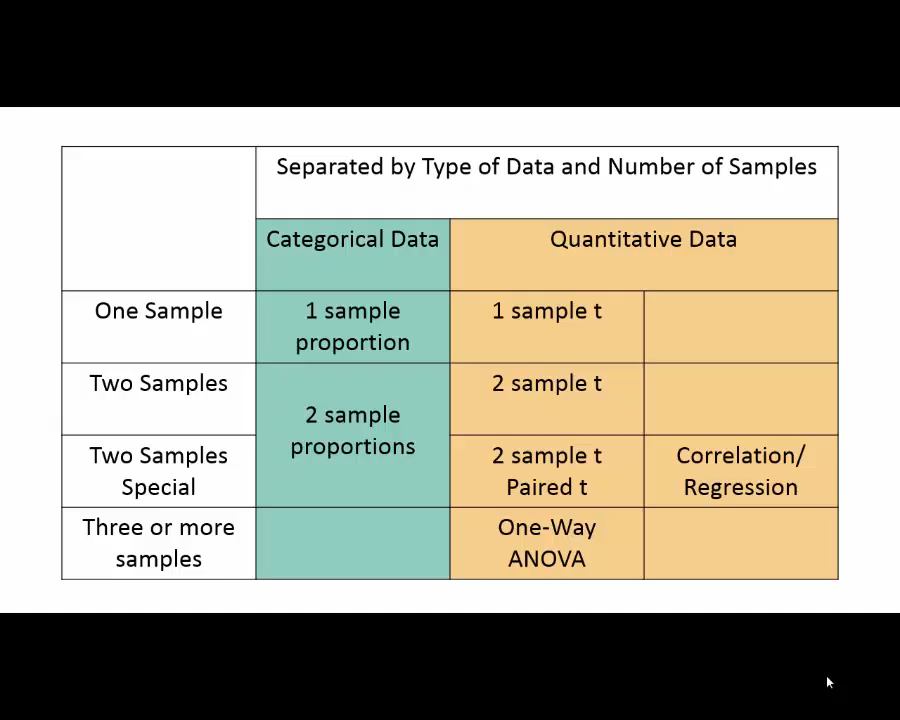 Separated by Type of Data and Number of Samples
Categorical Data
Quantitative Data
One Sample
1 sample
proportion
1 sample t
Two Samples
2 sample
proportions
2 sample t
Two Samples
Special
2 sample t
Paired t
Correlation/
Regression
Three or more
samples
One-Way
ANOVA